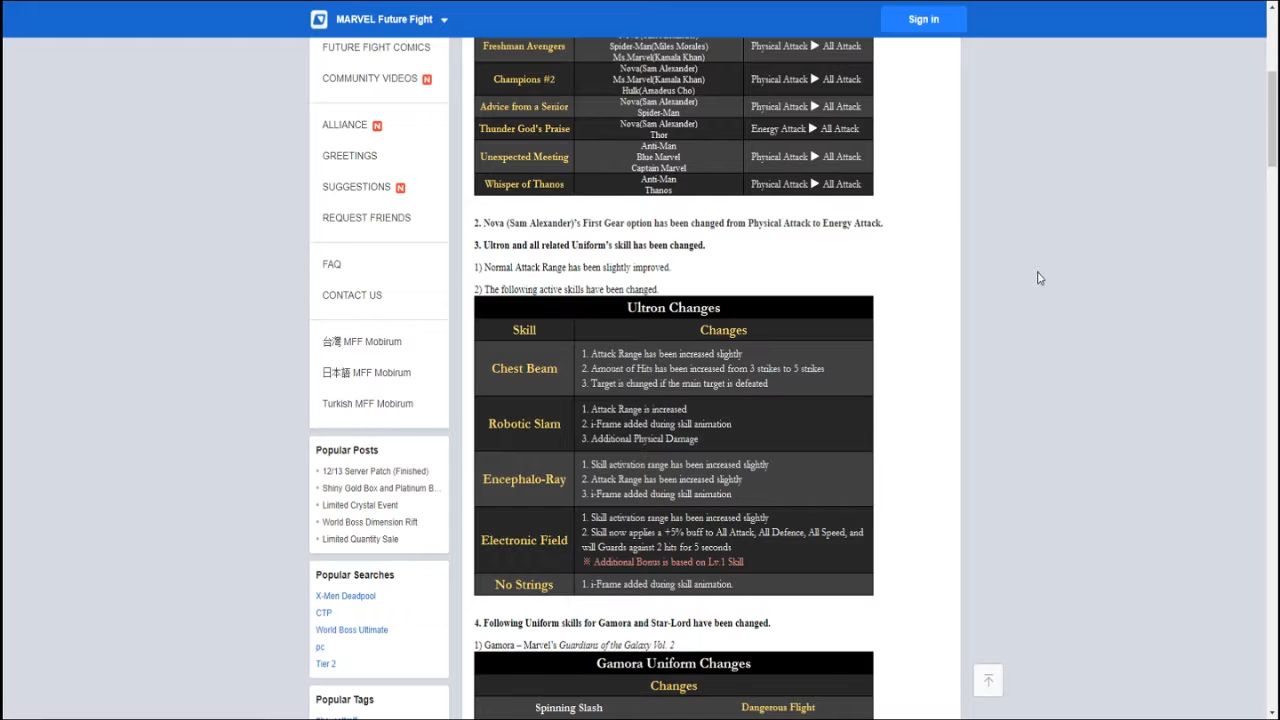 MARVEL Future Fight
Sign in
FUTURE FIGHT COMICS
COMMUNITY VIDEOS N
ALLIANCE N
GREETINGS
SUGGESTIONS N
REQUEST FRIENDS
FAQ
CONTACT US
台灣 MFF Mobirum
日本語 MFF Mobirum
Turkish MFF Mobirum
Popular Posts
12/13 Server Patch (Finished)
Shiny Gold Box and Platinum B...
Limited Crystal Event
World Boss Dimension Rift
Limited Quantity Sale
Popular Searches
X-Men Deadpool
CTP
World Boss Ultimate
pc
Tier 2
Popular Tags
Freshman Avengers
Spider-Man(Miles Morales)
Ms.Marvel(Kamala Khan)
Physical Attack ▶ All Attack
Champions #2
Nova(Sam Alexander)
Ms.Marvel(Kamala Khan)
Hulk(Amadeus Cho)
Physical Attack ▶ All Attack
Advice from a Senior
Nova(Sam Alexander)
Spider-Man
Physical Attack ▶ All Attack
Thunder God's Praise
Nova(Sam Alexander)
Thor
Energy Attack ▶ All Attack
Unexpected Meeting
Anti-Man
Blue Marvel
Captain Marvel
Physical Attack ▶ All Attack
Whisper of Thanos
Anti-Man
Thanos
Physical Attack ▶ All Attack
2. Nova (Sam Alexander)'s First Gear option has been changed from Physical Attack to Energy Attack.
3. Ultron and all related Uniform's skill has been changed.
1) Normal Attack Range has been slightly improved.
2) The following active skills have been changed.
Ultron Changes
Skill
Changes
Chest Beam
1. Attack Range has been increased slightly
2. Amount of Hits has been increased from 3 strikes to 5 strikes
3. Target is changed if the main target is defeated
Robotic Slam
1. Attack Range is increased
2. i-Frame added during skill animation
3. Additional Physical Damage
Encephalo-Ray
1. Skill activation range has been increased slightly
2. Attack Range has been increased slightly
3. i-Frame added during skill animation
Electronic Field
1. Skill activation range has been increased slightly
2. Skill now applies a +5% buff to All Attack, All Defence, All Speed, and
will Guards against 2 hits for 5 seconds
※ Additional Bonus is based on Lv.1 Skill
No Strings
1. i-Frame added during skill animation.
4. Following Uniform skills for Gamora and Star-Lord have been changed.
1) Gamora – Marvel's Guardians of the Galaxy Vol. 2
Gamora Uniform Changes
Changes
Spinning Slash
Dangerous Flight